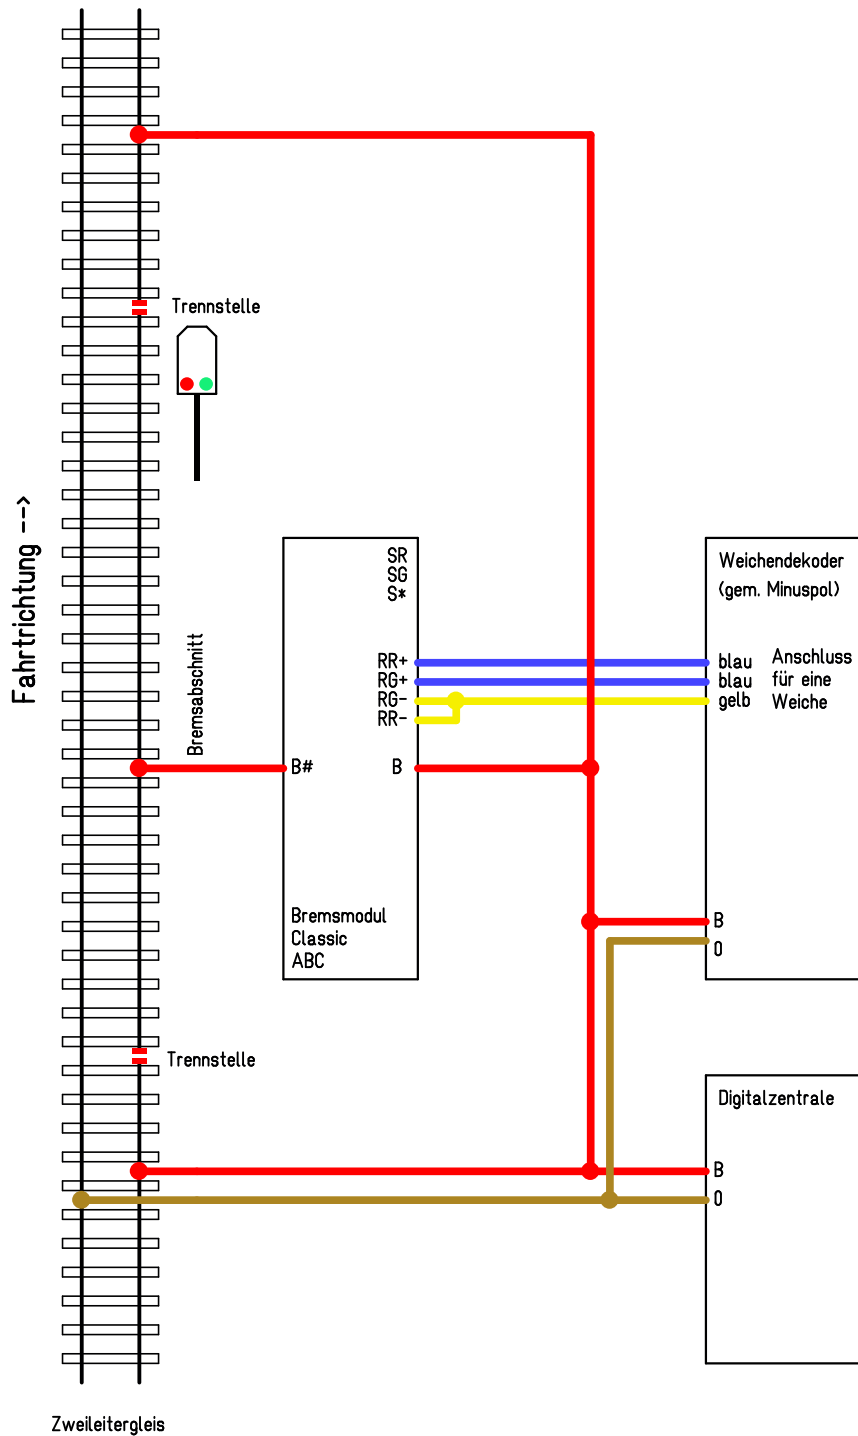 Trennstelle
Fahrtrichtung -->
Bremsabschnitt
SR
SG
S*
RR+
RG+
RG-
RR-
B#
B
Bremsmodul
Classic
ABC
Weichendekoder
(gem. Minuspol)
blau
blau
gelb
Anschluss
für eine
Weiche
B
0
Trennstelle
Digitalzentrale
B
0
Zweileitergleis